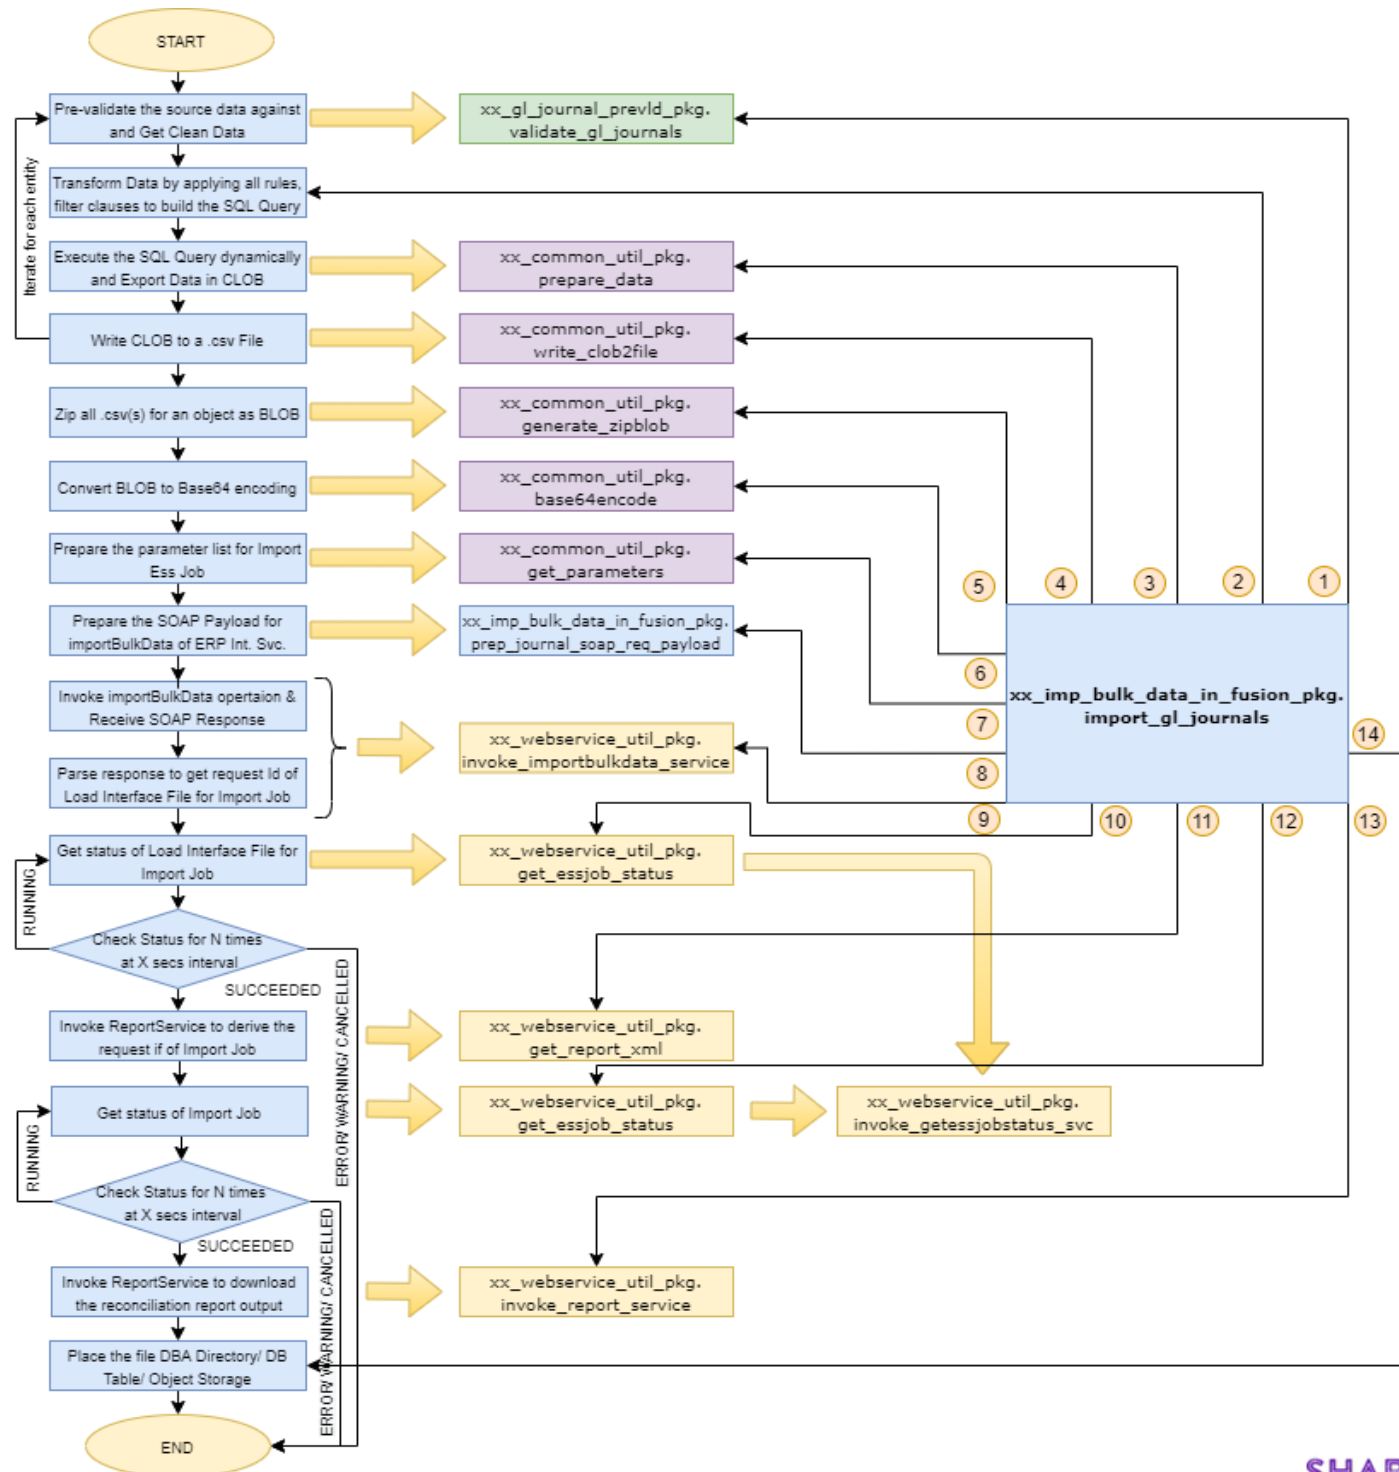 START
Pre-validate the source data against
and Get Clean Data
xx_gl_journal_prevld_pkg.
validate_gl_journals
Iterate for each entity
Transform Data by applying all rules,
filter clauses to build the SQL Query
Execute the SQL Query dynamically
and Export Data in CLOB
xx_common_util_pkg.
prepare_data
Write CLOB to a .csv File
xx_common_util_pkg.
write_clob2file
Zip all .csv(s) for an object as BLOB
xx_common_util_pkg.
generate_zipblob
Convert BLOB to Base64 encoding
xx_common_util_pkg.
base64encode
Prepare the parameter list for Import
Ess Job
xx_common_util_pkg.
get_parameters
5
4
3
2
1
Prepare the SOAP Payload for
importBulkData of ERP Int. Svc.
xx_imp_bulk_data_in_fusion_pkg.
prep_journal_soap_req_payload
6
7
8
9
xx_imp_bulk_data_in_fusion_pkg.
import_gl_journals
14
10
11
12
13
Invoke importBulkData opertaion &
Receive SOAP Response
Parse response to get request Id of
Load Interface File for Import Job
xx_webservice_util_pkg.
invoke_importbulkdata_service
Get status of Load Interface File for
Import Job
xx_webservice_util_pkg.
get_essjob_status
RUNNING
Check Status for N times
at X secs interval
SUCCEEDED
ERROR/ WARNING/ CANCELLED
Invoke ReportService to derive the
request if of Import Job
xx_webservice_util_pkg.
get_report_xml
Get status of Import Job
xx_webservice_util_pkg.
get_essjob_status
xx_webservice_util_pkg.
invoke_getessjobstatus_svc
RUNNING
Check Status for N times
at X secs interval
SUCCEEDED
ERROR/ WARNING/ CANCELLED
Invoke ReportService to download
the reconciliation report output
xx_webservice_util_pkg.
invoke_report_service
Place the file DBA Directory/ DB
Table/ Object Storage
END